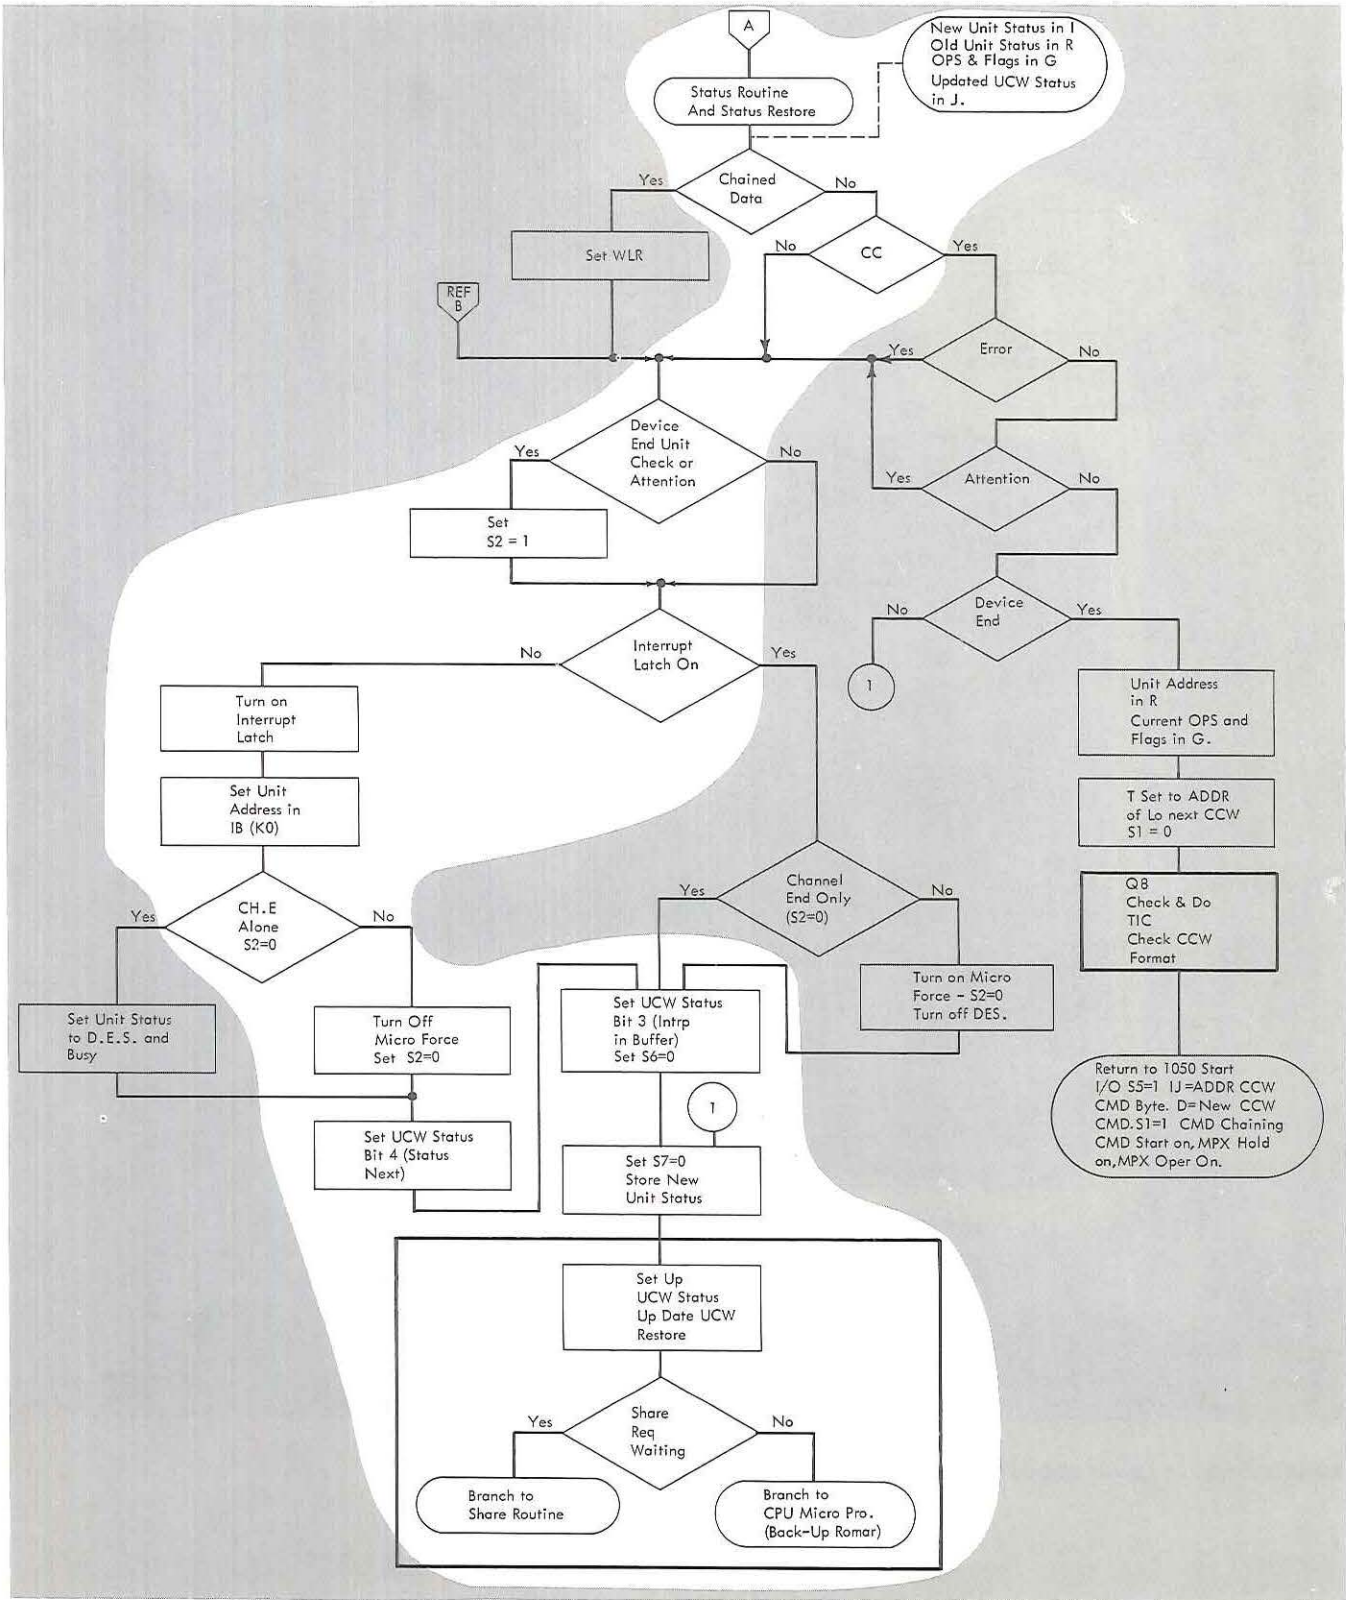 A
New Unit Status in I
Old Unit Status in R
OPS & Flags in G
Updated UCW Status
in J.
Status Routine
And Status Restore
Yes
Chained
Data
No
Set WLR
No
CC
Yes
REF
B
Yes
Error
No
Device
End Unit
Check or
Attention
Yes
No
Yes
Attention
No
Set
S2 = 1
No
Device
End
Yes
No
Interrupt
Latch On
Yes
1
Turn on
Interrupt
Latch
Unit Address
in R
Current OPS and
Flags in G.
Set Unit
Address in
IB (K0)
T Set to ADDR
of Lo next CCW
S1 = 0
Yes
CH.E
Alone
S2=0
No
Yes
Channel
End Only
(S2=0)
No
Q8
Check & Do
TIC
Check CCW
Format
Set Unit Status
to D.E.S. and
Busy
Turn Off
Micro Force
Set S2=0
Set UCW Status
Bit 3 (Intrp
in Buffer)
Set S6=0
Turn on Micro
Force - S2=0
Turn off DES.
Return to 1050 Start
I/O S5=1 IJ=ADDR CCW
CMD Byte. D=New CCW
CMD.S1=1 CMD Chaining
CMD Start on, MPX Hold
on, MPX Oper On.
Set UCW Status
Bit 4 (Status
Next)
1
Set S7=0
Store New
Unit Status
Set Up
UCW Status
Up Date UCW
Restore
Yes
Share
Req
Waiting
No
Branch to
Share Routine
Branch to
CPU Micro Pro.
(Back-Up Romar)